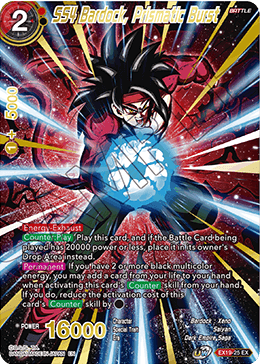 2
SS4 Bardock, Prismatic Burst
BATTLE
1 + 5000
Energy-Exhaust
Counter:Play Play this card, and if the Battle Card being
played has 20000 power or less, place it in its owner's
Drop Area instead.
Permanent If you have 2 or more black multicolor
energy, you may add a card from your life to your hand
when activating this card's Counter skill from your hand.
If you do, reduce the activation cost of this
card's Counter skill by
POWER
16000
Character
Special Trait
Era
Bardock : Xeno
Saiyan
Dark Empire Saga
EX19-25 EX